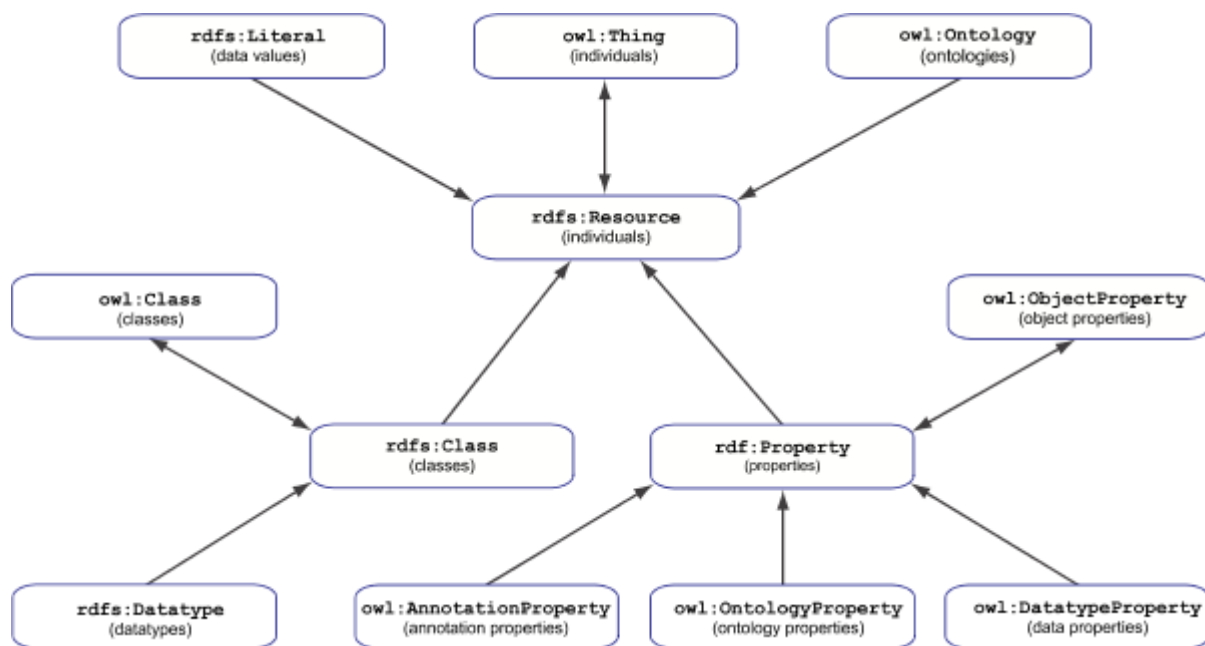 rdfs:Literal
(data values)
owl:Thing
(individuals)
owl:Ontology
(ontologies)
rdfs:Resource
(individuals)
owl:Class
(classes)
owl:ObjectProperty
(object properties)
rdfs:Class
(classes)
rdf:Property
(properties)
rdfs:Datatype
(datatypes)
owl:AnnotationProperty
(annotation properties)
owl:OntologyProperty
(ontology properties)
owl:DatatypeProperty
(data properties)